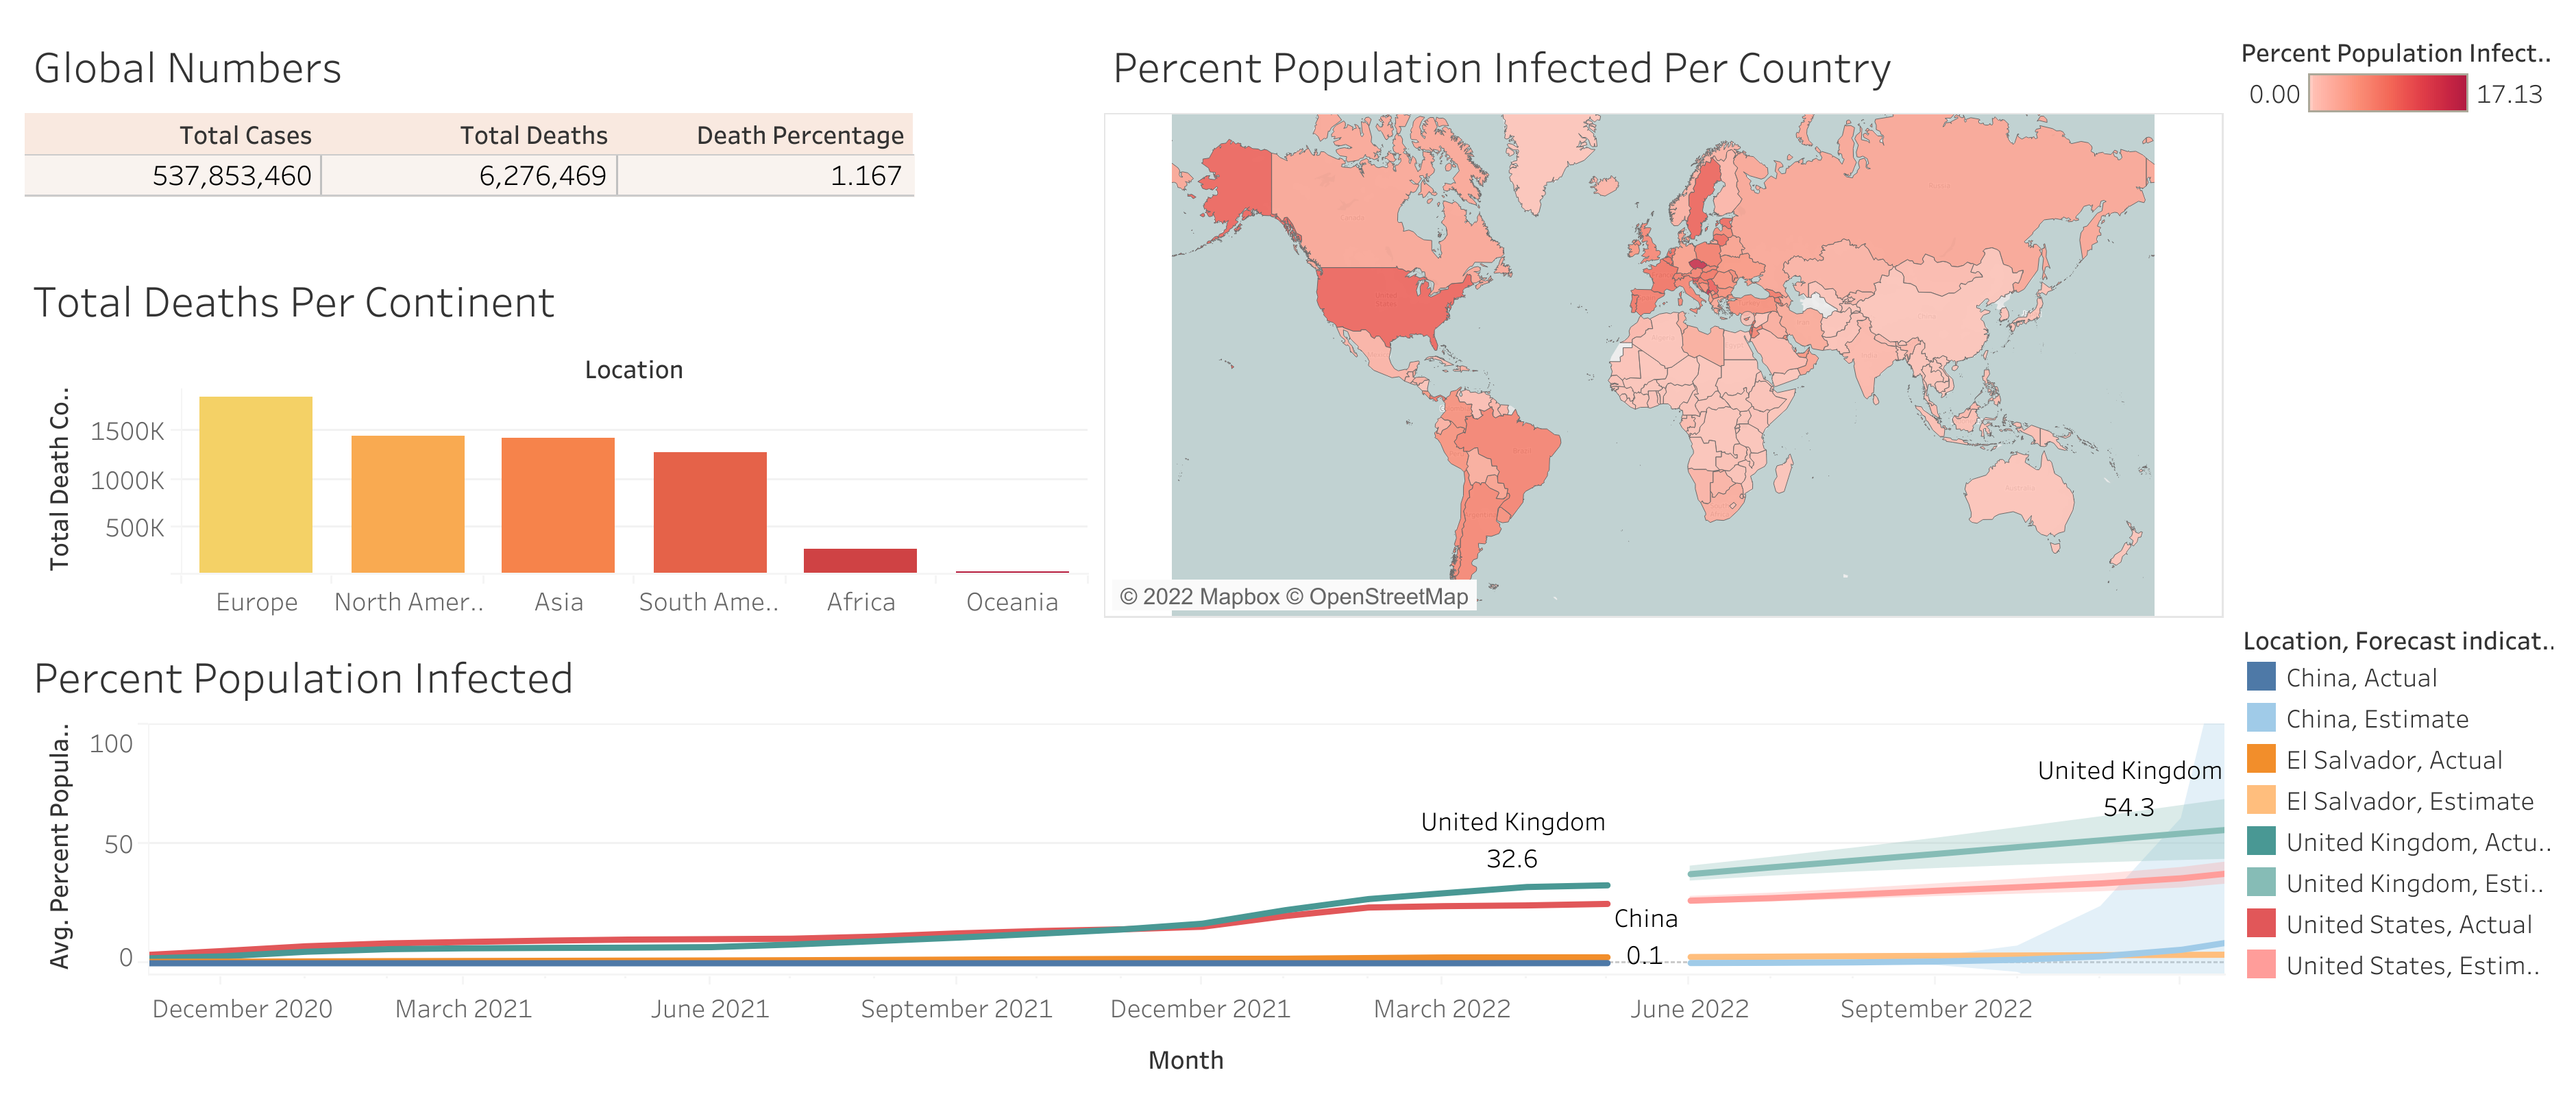 Global Numbers
Total Cases Total Deaths Death Percentage
537,853,460 6,276,469 1.167
Total Deaths Per Continent
Location
Total Death Co..
1500K
1000K
500K
Europe North Amer.. Asia South Ame.. Africa Oceania
Percent Population Infected Per Country
© 2022 Mapbox © OpenStreetMap
Percent Population Infect..
0.00 17.13
Percent Population Infected
Avg. Percent Popula..
100
50
0
United Kingdom
32.6
China
0.1
United Kingdom
54.3
December 2020 March 2021 June 2021 September 2021 December 2021 March 2022 June 2022 September 2022
Month
Location, Forecast indicat..
China, Actual
China, Estimate
El Salvador, Actual
El Salvador, Estimate
United Kingdom, Actu..
United Kingdom, Esti..
United States, Actual
United States, Estim..